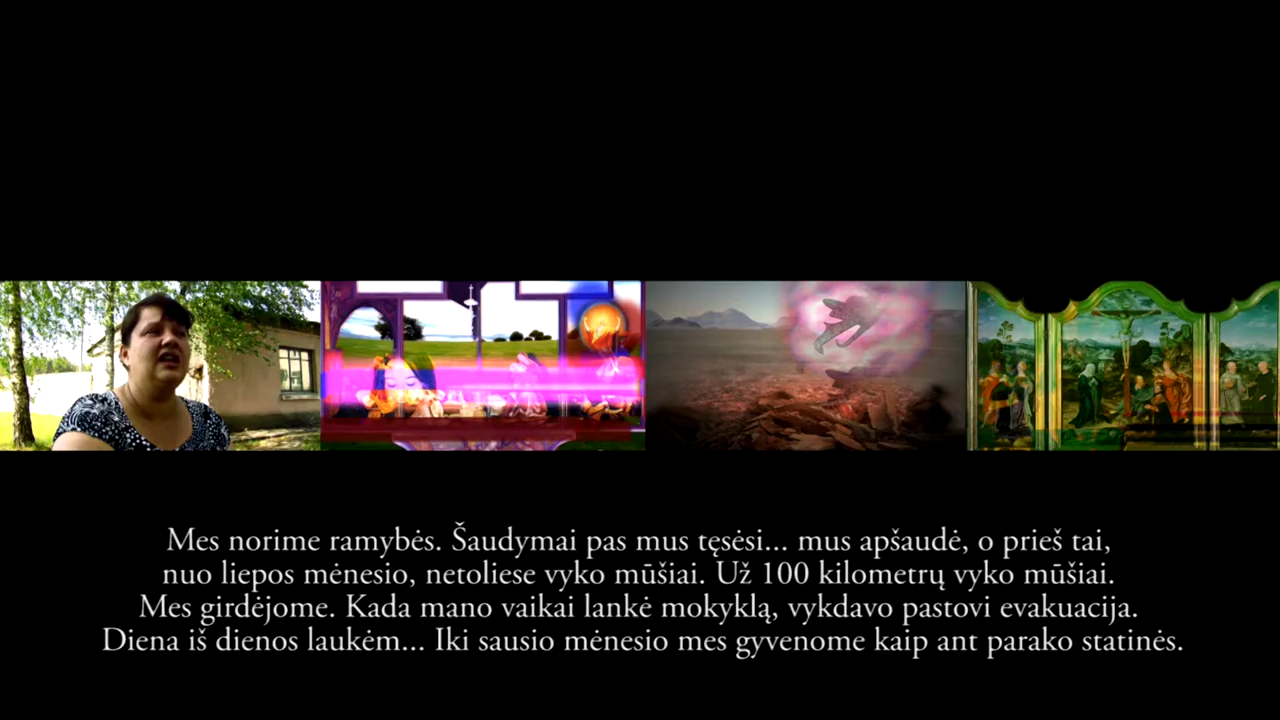 Mes norime ramybės. Šaudymai pas mus tęsėsi... mus apšaudė, o prieš tai,
nuo liepos mėnesio, netoliese vyko mūšiai. Už 100 kilometrų vyko mūšiai.
Mes girdėjome. Kada mano vaikai lankė mokyklą, vykdavo pastovi evakuacija.
Diena iš dienos laukėm... Iki sausio mėnesio mes gyvenome kaip ant parako statinės.